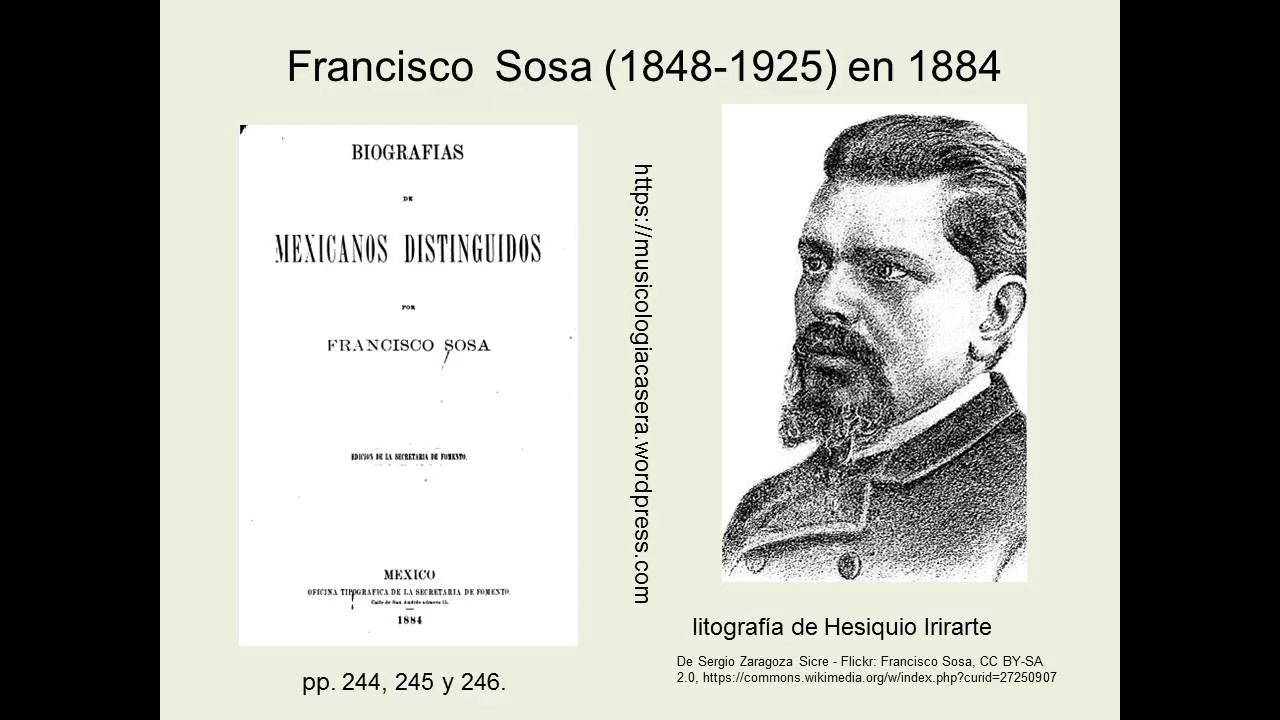 Francisco Sosa (1848-1925) en 1884
BIOGRAFIAS
DE
MEXICANOS DISTINGUIDOS
POR
FRANCISCO SOSA
EDICION DE LA SECRETARIA DE FOMENTO.
MEXICO
OFICINA TIPOGRAFICA DE LA SECRETARIA DE FOMENTO.
Calle de San Andrés número 15.
1884
pp. 244, 245 y 246.
https://musicologiacasera.wordpress.com
litografía de Hesiquio Irirarte
De Sergio Zaragoza Sicre - Flickr: Francisco Sosa, CC BY-SA
2.0, https://commons.wikimedia.org/w/index.php?curid=27250907